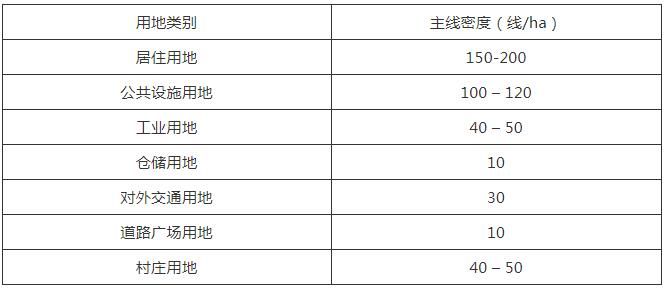 用地类别 主线密度（线/ha）
居住用地 150-200
公共设施用地 100 – 120
工业用地 40 – 50
仓储用地 10
对外交通用地 30
道路广场用地 10
村庄用地 40 – 50